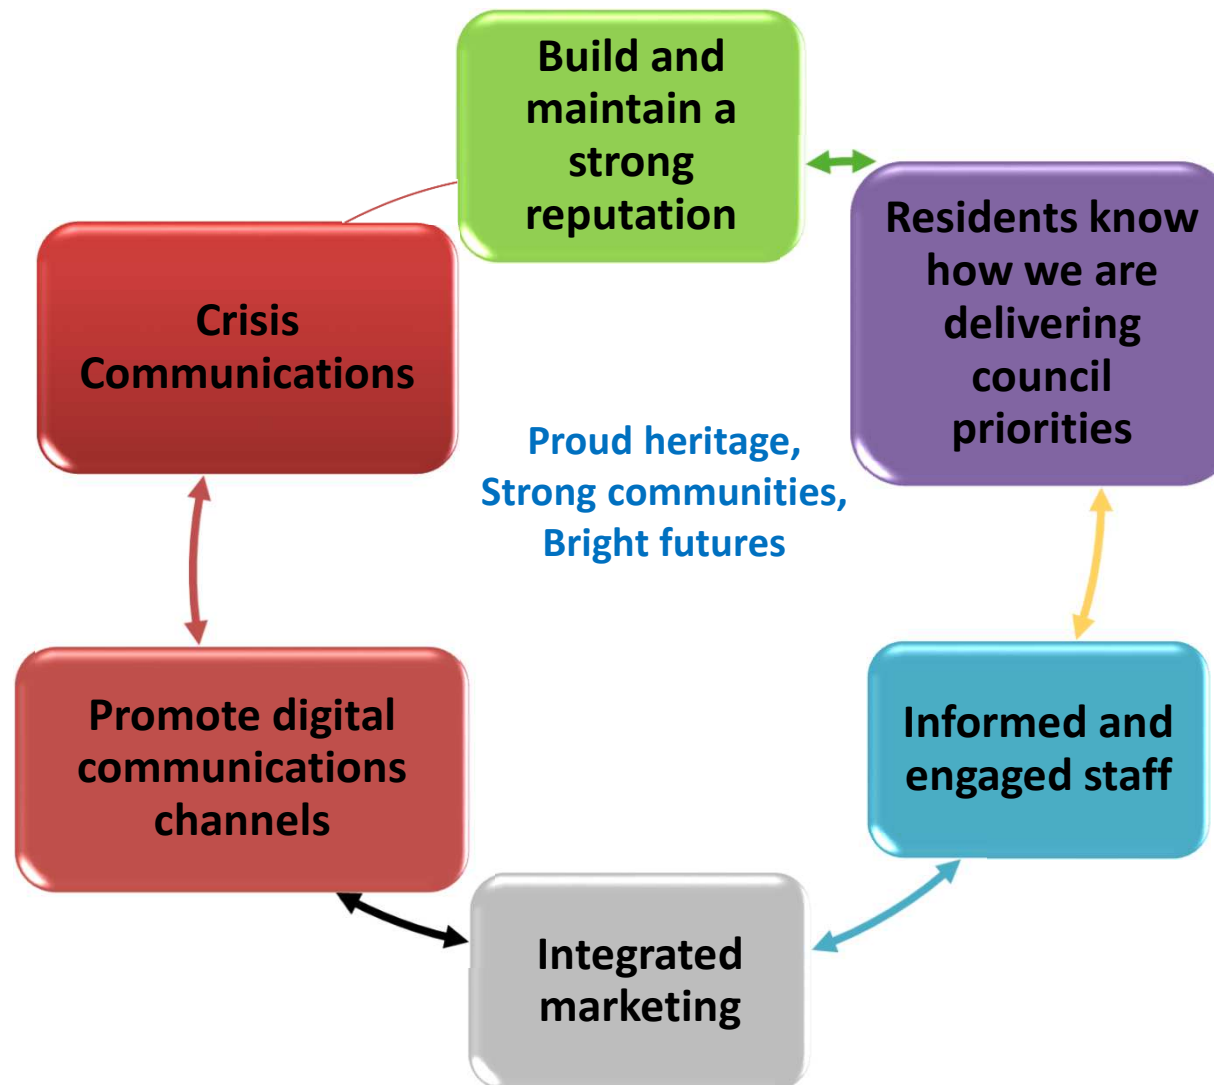 Build and
maintain a
strong
reputation
Residents know
how we are
delivering
council
priorities
Crisis
Communications
Proud heritage,
Strong communities,
Bright futures
Promote digital
communications
channels
Informed and
engaged staff
Integrated
marketing